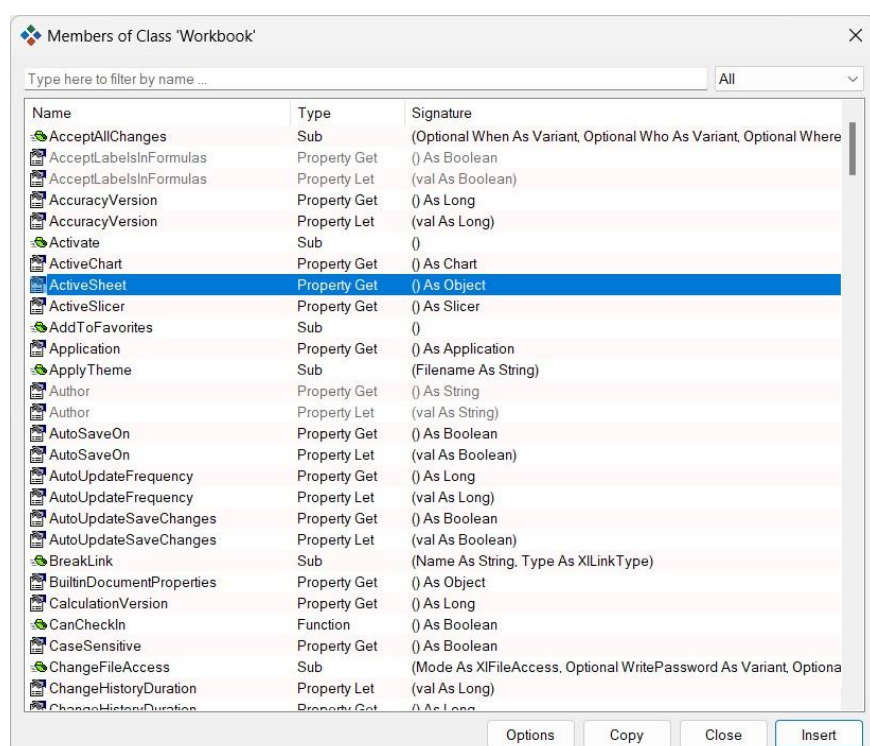 Members of Class 'Workbook'
Type here to filter by name ... All
Name Type Signature
AcceptAllChanges Sub (Optional When As Variant, Optional Who As Variant, Optional Where
AcceptLabelsInFormulas Property Get () As Boolean
AcceptLabelsInFormulas Property Let (val As Boolean)
AccuracyVersion Property Get () As Long
AccuracyVersion Property Let (val As Long)
Activate Sub ()
ActiveChart Property Get () As Chart
ActiveSheet Property Get () As Object
ActiveSlicer Property Get () As Slicer
AddToFavorites Sub ()
Application Property Get () As Application
ApplyTheme Sub (Filename As String)
Author Property Get () As String
Author Property Let (val As String)
AutoSaveOn Property Get () As Boolean
AutoSaveOn Property Let (val As Boolean)
AutoUpdateFrequency Property Get () As Long
AutoUpdateFrequency Property Let (val As Long)
AutoUpdateSaveChanges Property Get () As Boolean
AutoUpdateSaveChanges Property Let (val As Boolean)
BreakLink Sub (Name As String, Type As XlLinkType)
BuiltinDocumentProperties Property Get () As Object
CalculationVersion Property Get () As Long
CanCheckIn Function () As Boolean
CaseSensitive Property Get () As Boolean
ChangeFileAccess Sub (Mode As XlFileAccess, Optional WritePassword As Variant, Optiona
ChangeHistoryDuration Property Let (val As Long)
ChangeHistoryDuration Property Get () As Long
Options Copy Close Insert